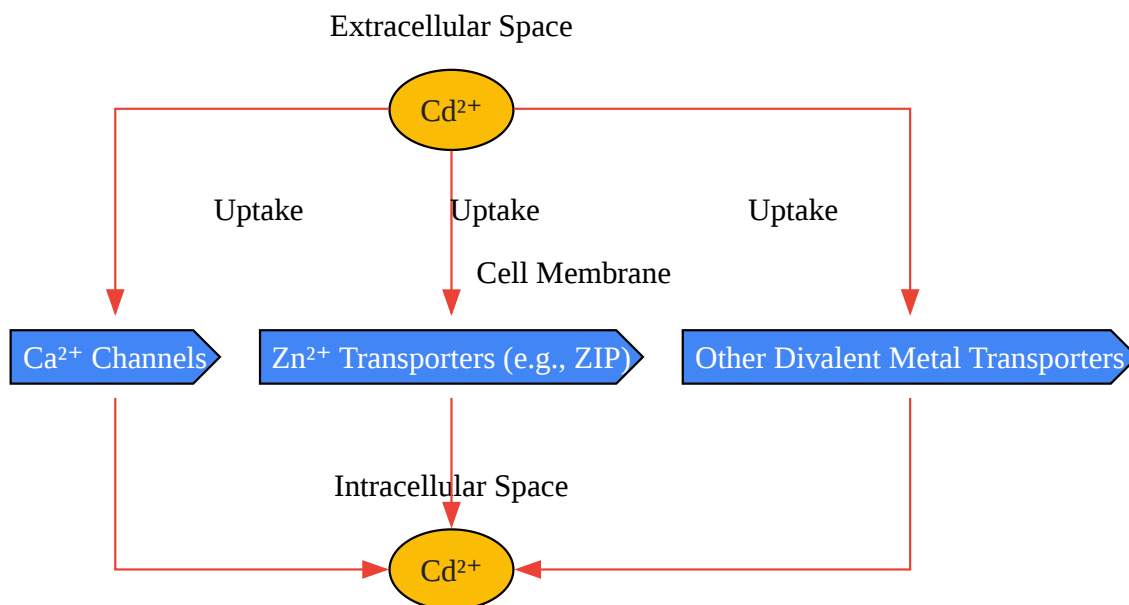 Extracellular Space
Cd²⁺
Uptake
Uptake
Uptake
Cell Membrane
Ca²⁺ Channels
Zn²⁺ Transporters (e.g., ZIP)
Other Divalent Metal Transporters
Intracellular Space
Cd²⁺